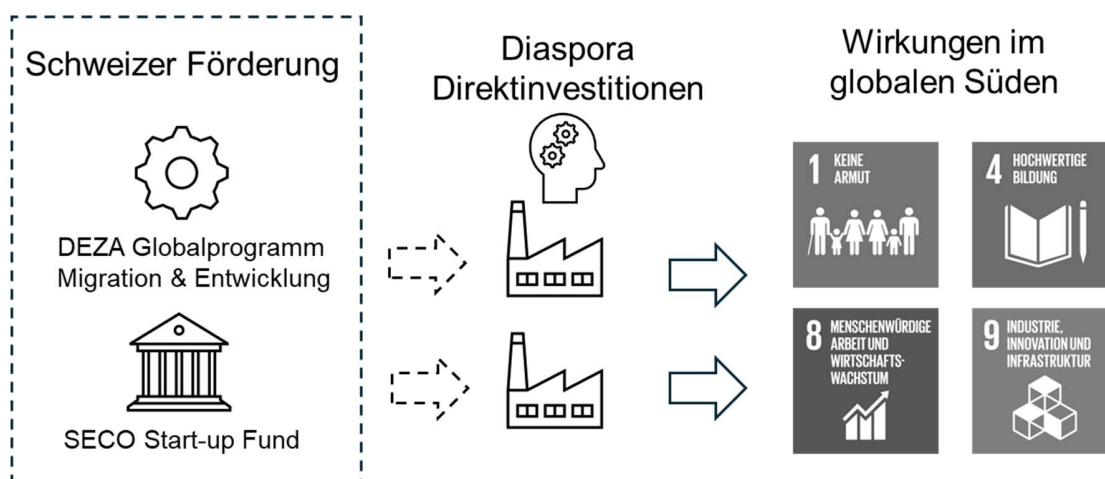 Schweizer Förderung
DEZA Globalprogramm
Migration & Entwicklung
SECO Start-up Fund
Diaspora
Direktinvestitionen
Wirkungen im
globalen Süden
1 KEINE
ARMUT
4 HOCHWERTIGE
BILDUNG
8 MENSCHENWÜRDIGE
ARBEIT UND
WIRTSCHAFTS-
WACHSTUM
9 INDUSTRIE,
INNOVATION UND
INFRASTRUKTUR